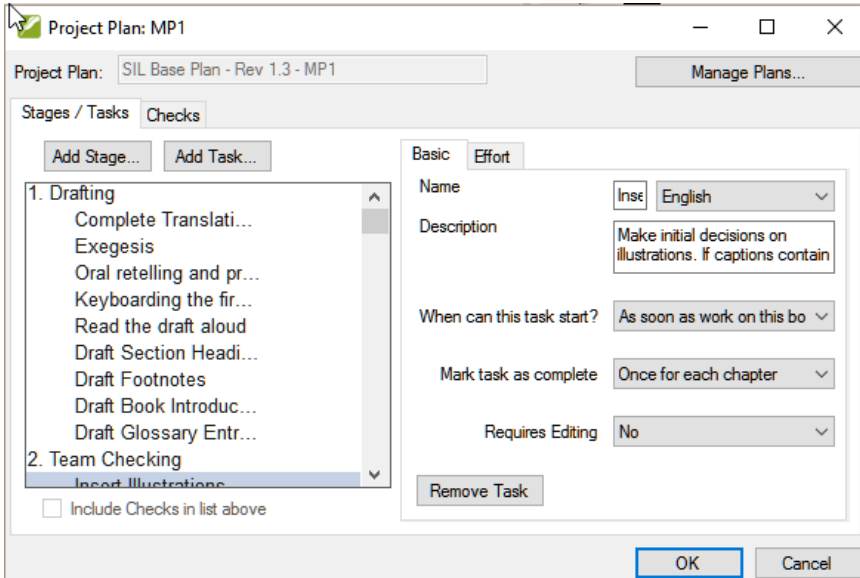 Project Plan: MP1
Project Plan: SIL Base Plan - Rev 1.3 - MP1 Manage Plans...
Stages / Tasks Checks
Add Stage... Add Task...
1. Drafting
Complete Translati...
Exegesis
Oral retelling and pr...
Keyboarding the fir...
Read the draft aloud
Draft Section Headi...
Draft Footnotes
Draft Book Introduc...
Draft Glossary Entr...
2. Team Checking
Insert Illustrations
Include Checks in list above
Basic Effort
Name Inse English
Description Make initial decisions on
illustrations. If captions contain
When can this task start? As soon as work on this bo
Mark task as complete Once for each chapter
Requires Editing No
Remove Task
OK Cancel